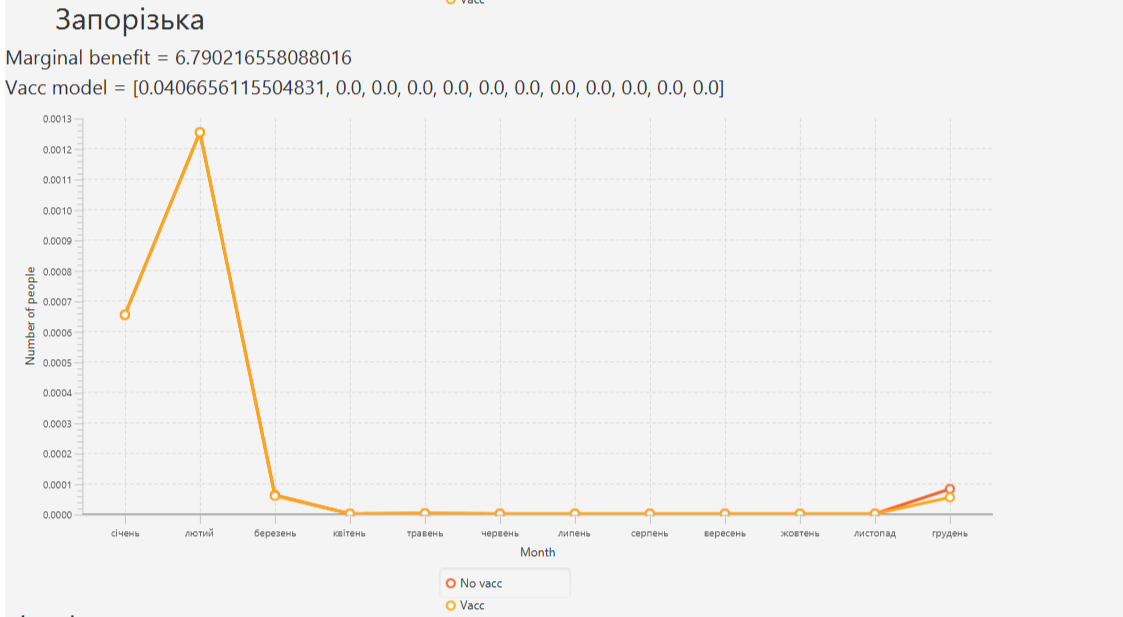 Vacc
Запорізька
Marginal benefit = 6.790216558088016
Vacc model = [0.0406656115504831, 0.0, 0.0, 0.0, 0.0, 0.0, 0.0, 0.0, 0.0, 0.0, 0.0, 0.0]
0.0013
0.0012
0.0011
0.0010
0.0009
0.0008
0.0007
0.0006
0.0005
0.0004
0.0003
0.0002
0.0001
0.0000
Number of people
січень лютий березень квітень травень червень липень серпень вересень жовтень листопад грудень
Month
No vacc
Vacc